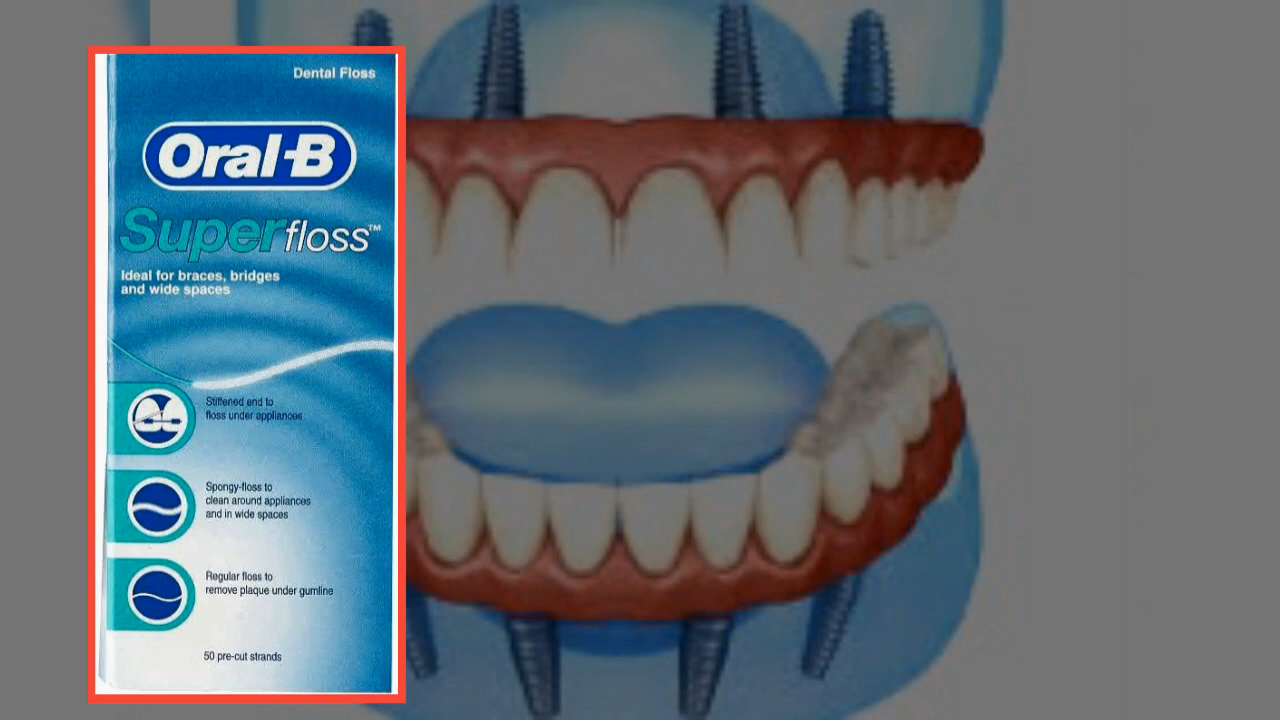 Dental Floss
Oral-B
Superfloss™
Ideal for braces, bridges
and wide spaces
Stiffened end to
floss under appliances
Spongy-floss to
clean around appliances
and in wide spaces
Regular floss to
remove plaque under gumline
50 pre-cut strands